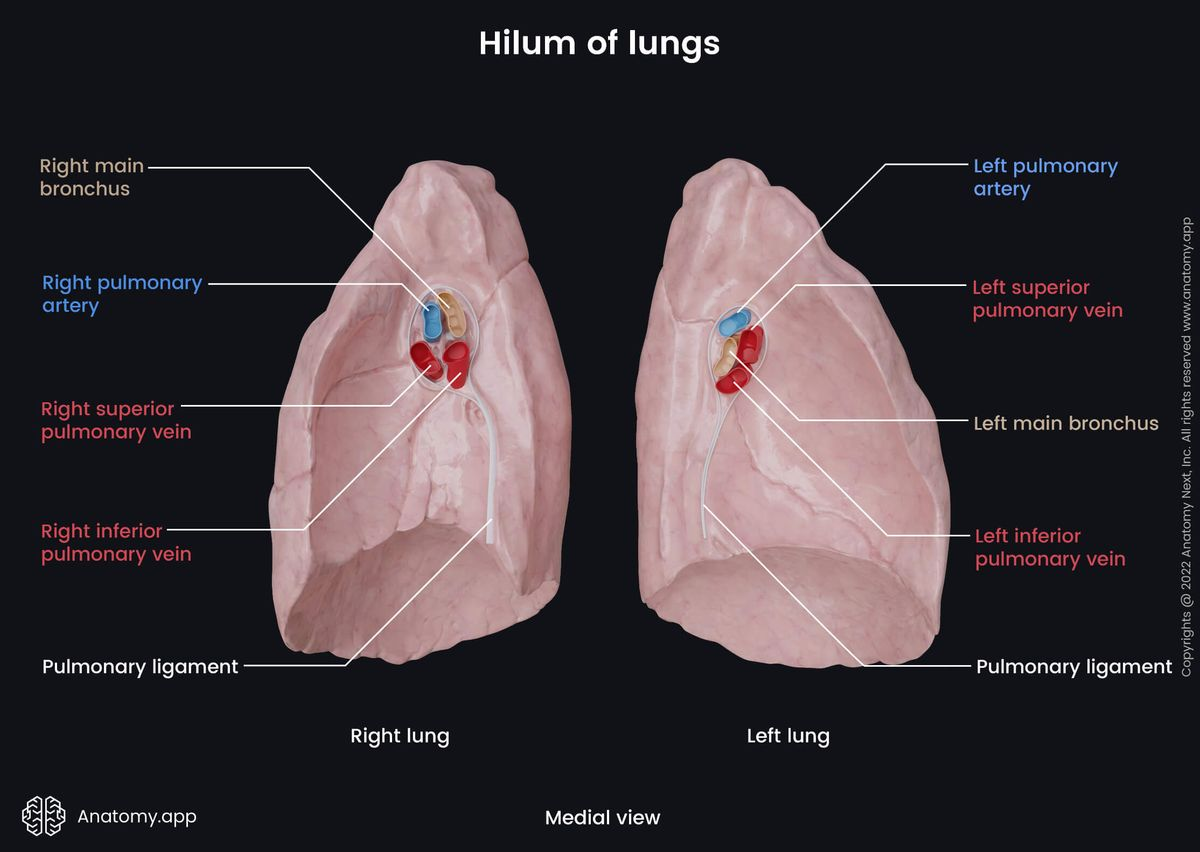 Hilum of lungs
Right main
bronchus
Right pulmonary
artery
Right superior
pulmonary vein
Right inferior
pulmonary vein
Pulmonary ligament
Left pulmonary
artery
Left superior
pulmonary vein
Left main bronchus
Left inferior
pulmonary vein
Pulmonary ligament
Right lung
Left lung
Medial view
Anatomy.app
Copyrights @ 2022 Anatomy Next, Inc. All rights reserved www.anatomy.app